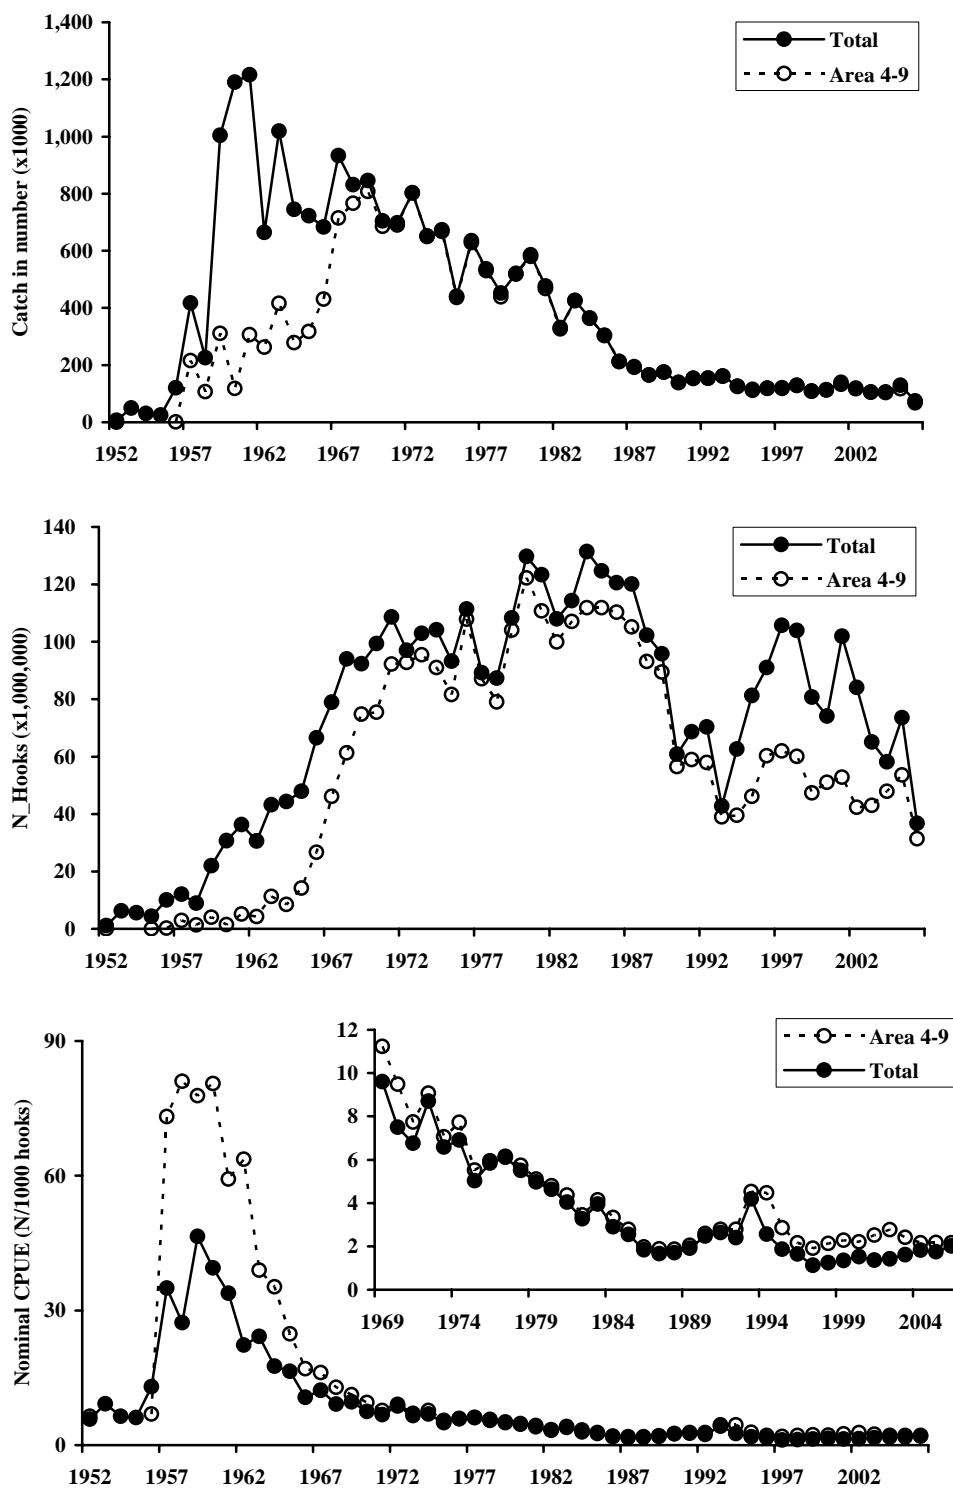 1,400
1,200
1,000
800
600
400
200
0
Catch in number (x1000)
Total
Area 4-9
1952 1957 1962 1967 1972 1977 1982 1987 1992 1997 2002
140
120
100
80
60
40
20
0
N_Hooks (x1,000,000)
Total
Area 4-9
1952 1957 1962 1967 1972 1977 1982 1987 1992 1997 2002
90
60
30
0
Nominal CPUE (N/1000 hooks)
12
10
8
6
4
2
0
Area 4-9
Total
1969 1974 1979 1984 1989 1994 1999 2004
1952 1957 1962 1967 1972 1977 1982 1987 1992 1997 2002